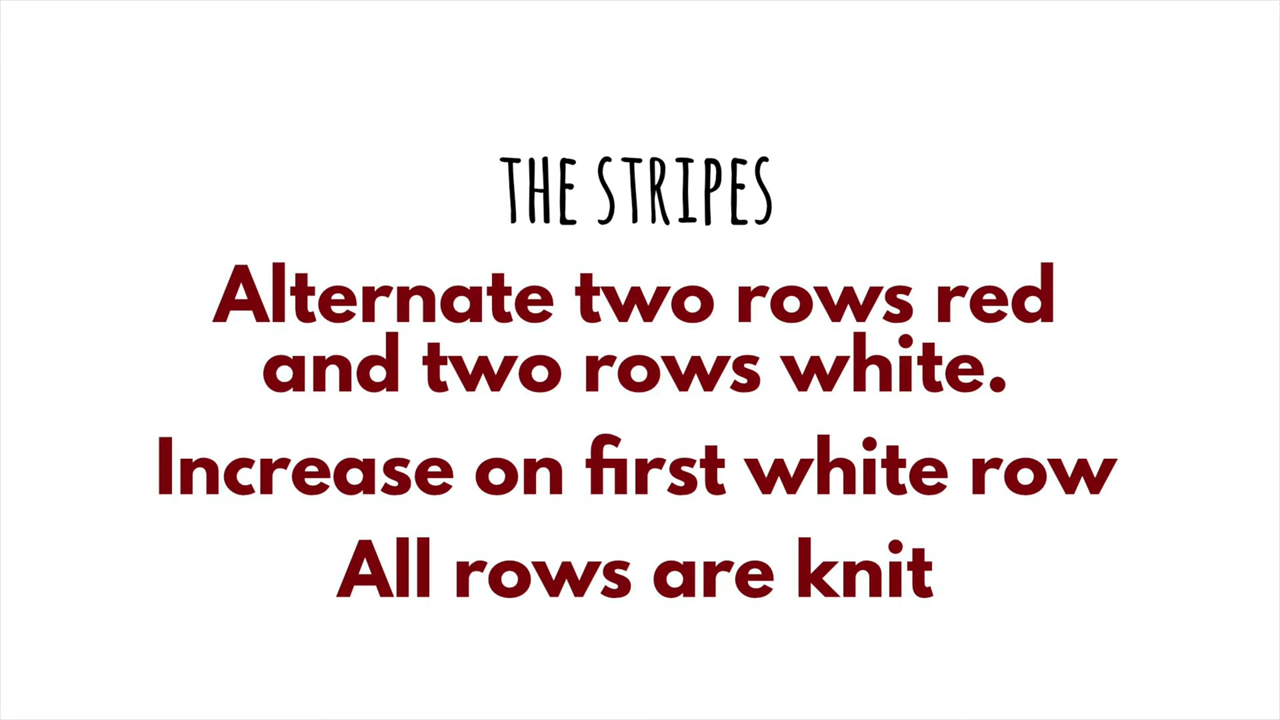 THE STRIPES
Alternate two rows red
and two rows white.
Increase on first white row
All rows are knit